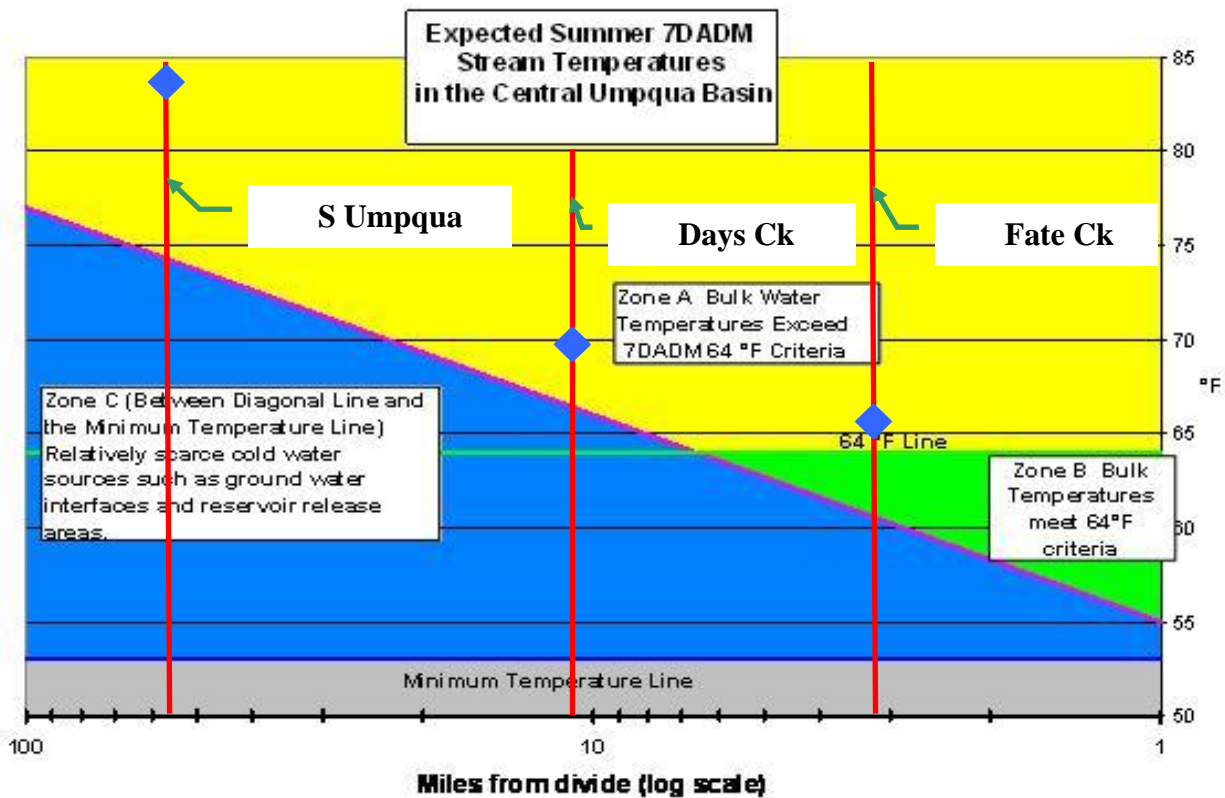 Expected Summer 7DADM
Stream Temperatures
in the Central Umpqua Basin
85
80
75
70
65
60
55
50
°F
S Umpqua
Days Ck
Fate Ck
Zone A Bulk Water
Temperatures Exceed
7DADM 64 °F Criteria
Zone C (Between Diagonal Line and
the Minimum Temperature Line)
Relatively scarce cold water
sources such as ground water
interfaces and reservoir release
areas.
64 °F Line
Zone B Bulk
Temperatures
meet 64°F
criteria
Minimum Temperature Line
100
10
1
Miles from divide (log scale)